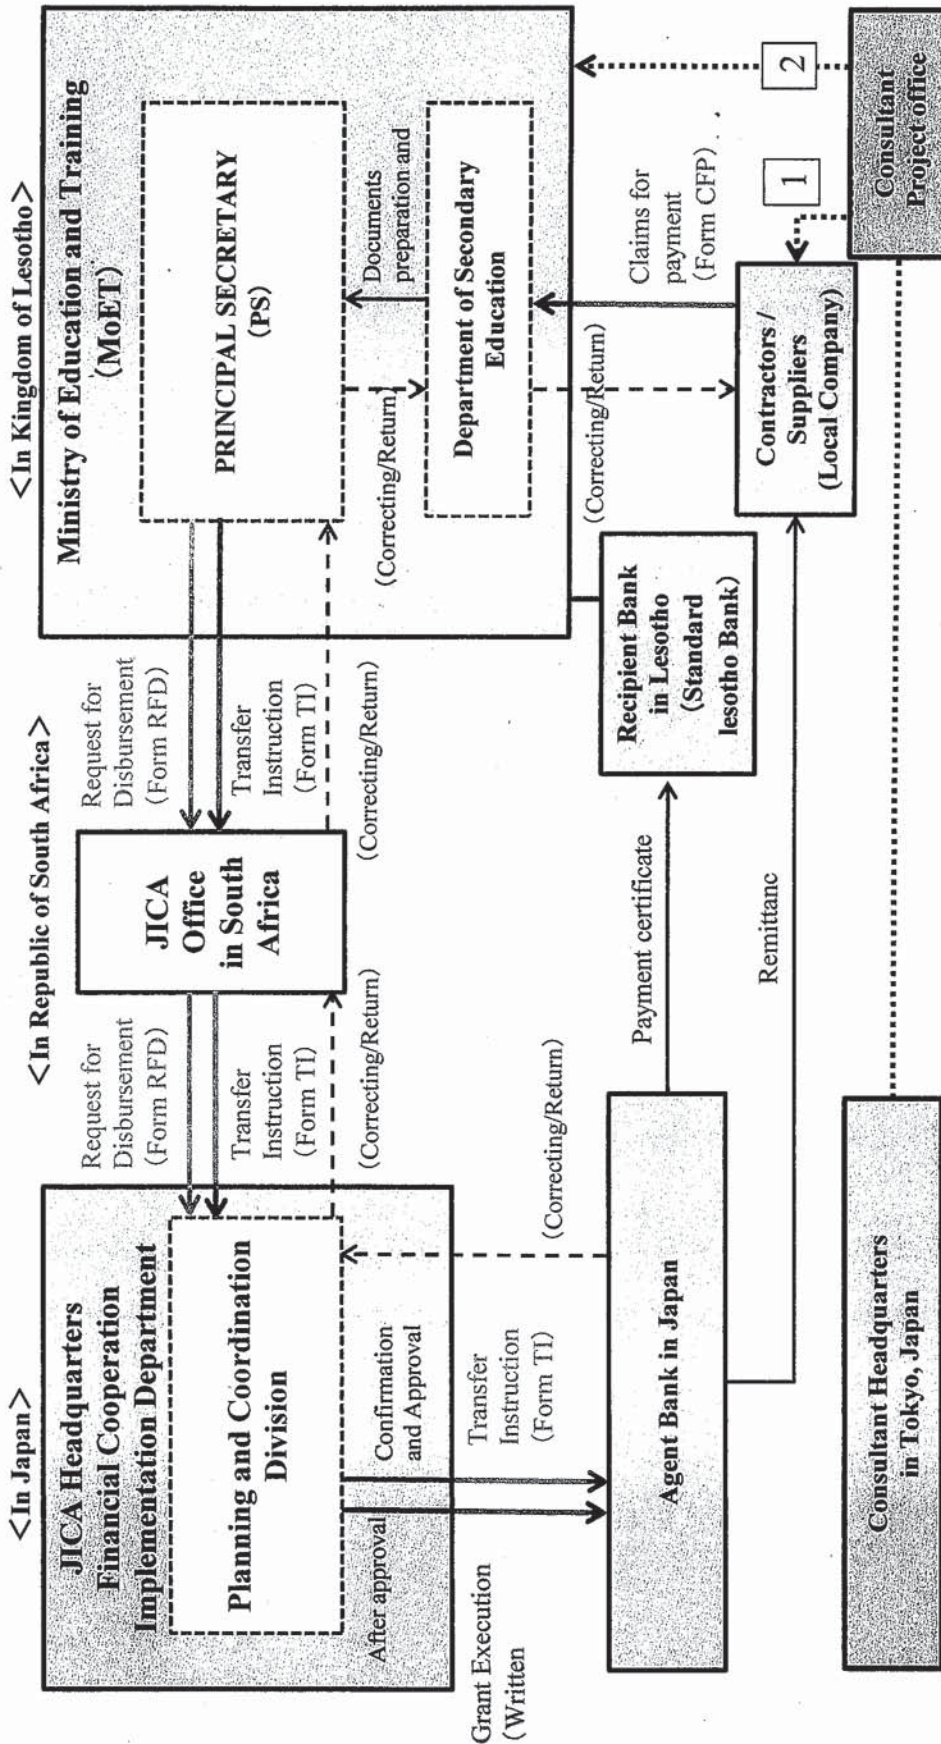 <In Japan>
<In Republic of South Africa>
<In Kingdom of Lesotho>
JICA Headquarters
Financial Cooperation
Implementation Department
Planning and Coordination
Division
After approval
Confirmation
and Approval
Grant Execution
(Written
Transfer
Instruction
(Form TI)
(Correcting/Return)
Request for
Disbursement
(Form RFD)
Transfer
Instruction
(Form TI)
(Correcting/Return)
JICA
Office
in South
Africa
Request for
Disbursement
(Form RFD)
Transfer
Instruction
(Form TI)
(Correcting/Return)
Ministry of Education and Training
(MoET)
PRINCIPAL SECRETARY
(PS)
(Correcting/Return)
Documents
preparation and
Department of Secondary
Education
Claims for
payment
(Form CFP)
(Correcting/Return)
Agent Bank in Japan
Payment certificate
Remittanc
Recipient Bank
in Lesotho
(Standard
lesotho Bank)
Contractors /
Suppliers
(Local Company)
1
2
Consultant Headquarters
in Tokyo, Japan
Consultant
Project office